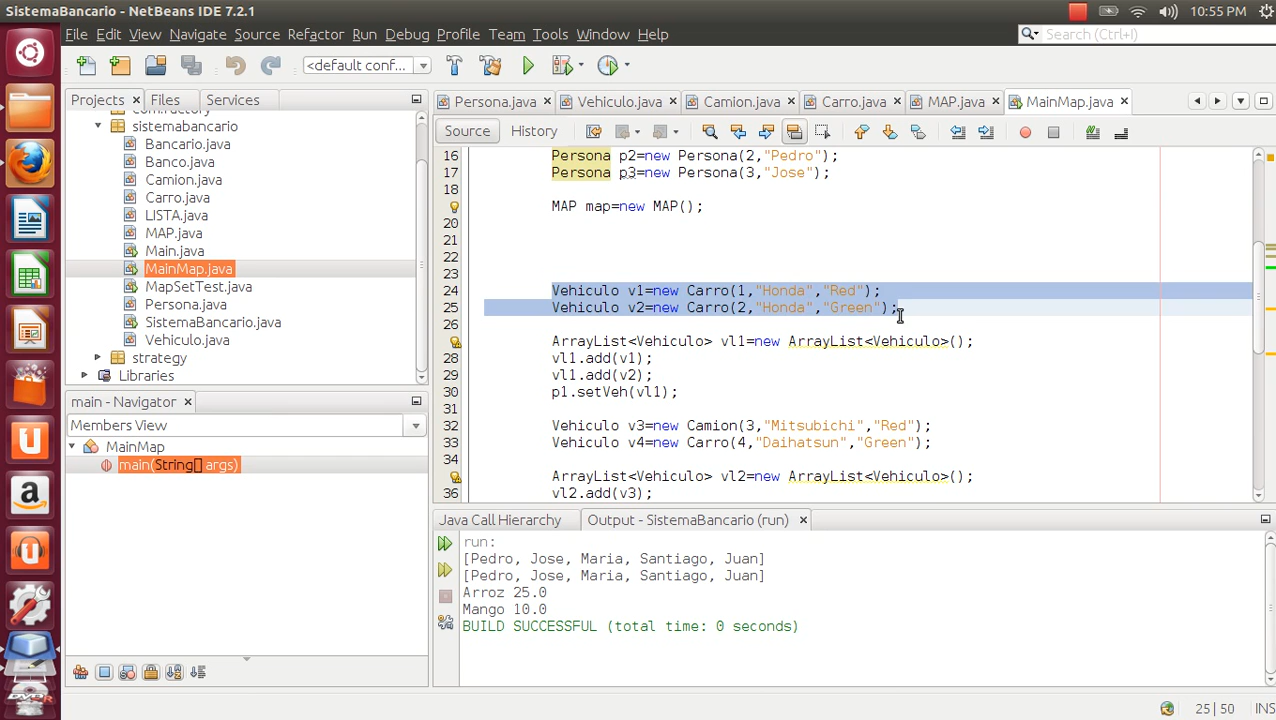 SistemaBancario - NetBeans IDE 7.2.1
10:55 PM
File Edit View Navigate Source Refactor Run Debug Profile Team Tools Window Help
Search (Ctrl+I)
<default conf...
Projects Files Services
sistemabancario
Bancario.java
Banco.java
Camion.java
Carro.java
LISTA.java
MAP.java
Main.java
MainMap.java
MapSetTest.java
Persona.java
SistemaBancario.java
Vehiculo.java
strategy
Libraries
main - Navigator
Members View
MainMap
main(String[] args)
Persona.java Vehiculo.java Camion.java Carro.java MAP.java MainMap.java
Source History
16 Persona p2=new Persona(2,"Pedro");
17 Persona p3=new Persona(3,"Jose");
18
MAP map=new MAP();
20
21
22
23
24 Vehiculo v1=new Carro(1,"Honda","Red");
25 Vehiculo v2=new Carro(2,"Honda","Green");
26
ArrayList<Vehiculo> vl1=new ArrayList<Vehiculo>();
28 vl1.add(v1);
29 vl1.add(v2);
30 p1.setVeh(vl1);
31
32 Vehiculo v3=new Camion(3,"Mitsubichi","Red");
33 Vehiculo v4=new Carro(4,"Daihatsun","Green");
34
ArrayList<Vehiculo> vl2=new ArrayList<Vehiculo>();
36 vl2.add(v3);
Java Call Hierarchy Output - SistemaBancario (run)
run:
[Pedro, Jose, Maria, Santiago, Juan]
[Pedro, Jose, Maria, Santiago, Juan]
Arroz 25.0
Mango 10.0
BUILD SUCCESSFUL (total time: 0 seconds)
25 | 50 INS